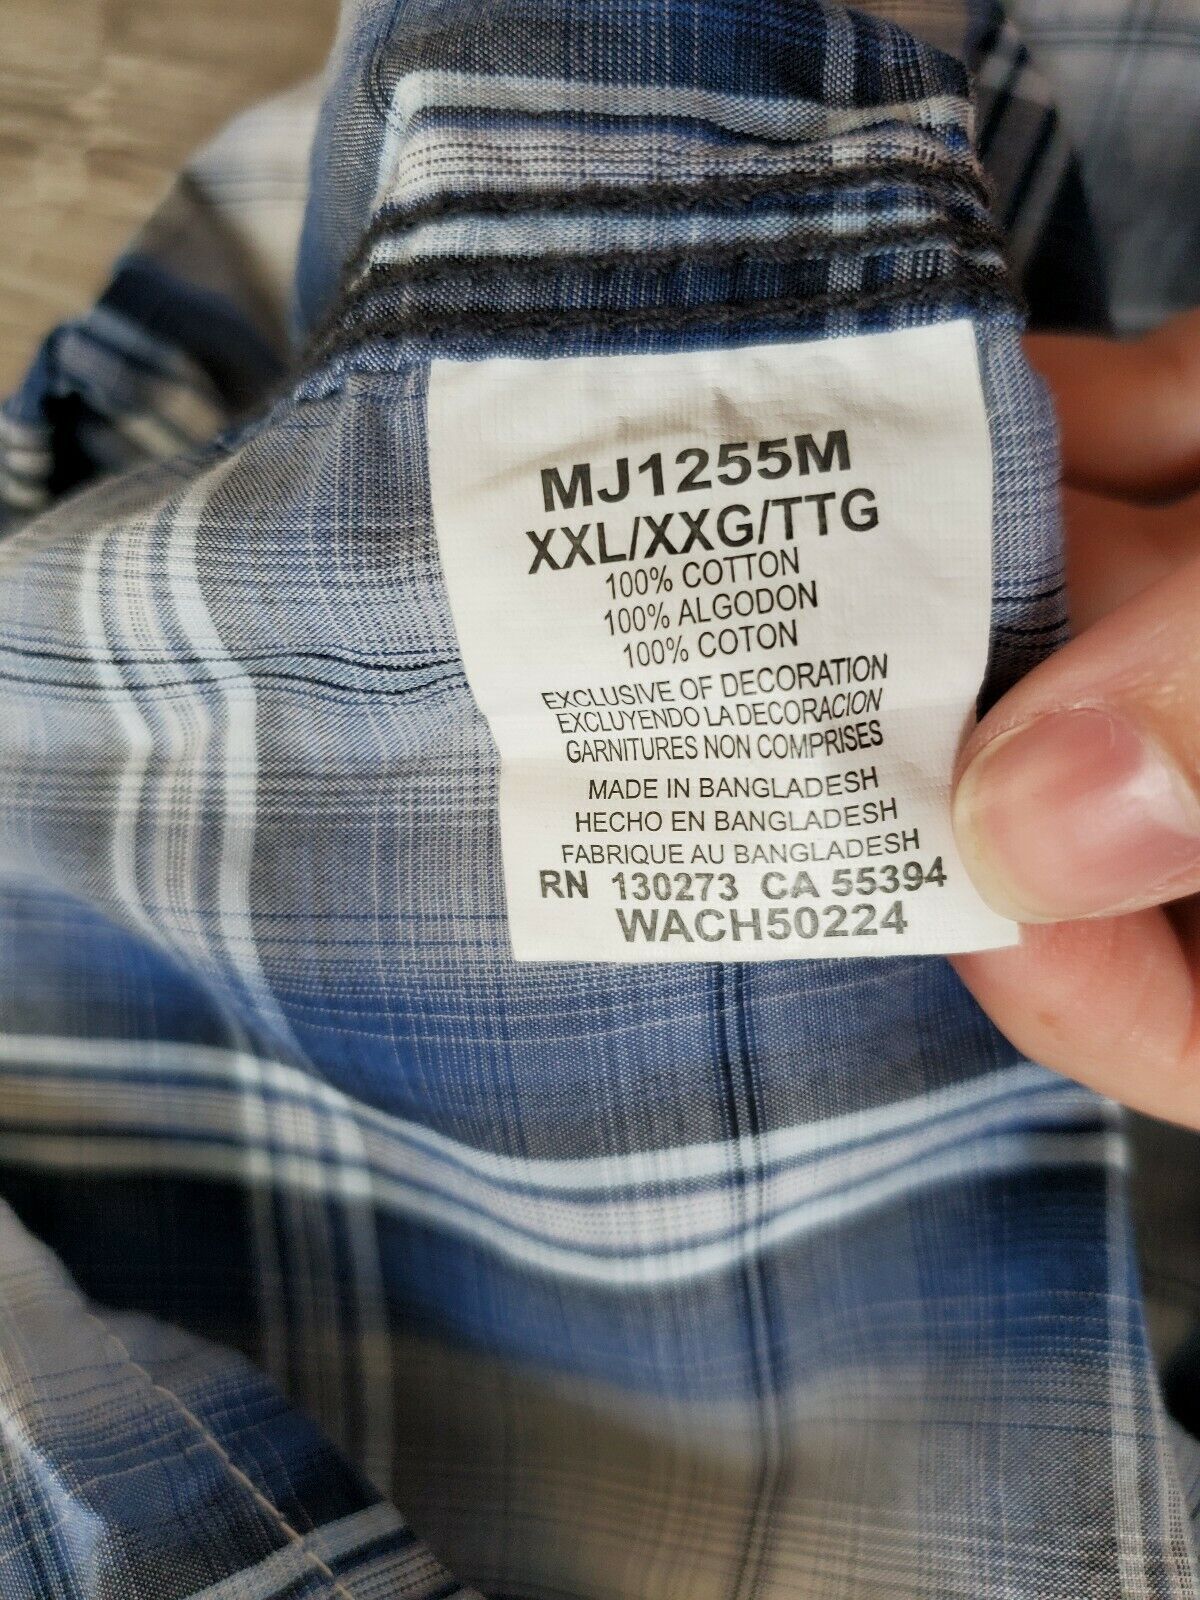 MJ1255M
XXL/XXG/TTG
100% COTTON
100% ALGODON
100% COTON
EXCLUSIVE OF DECORATION
EXCLUYENDO LA DECORACION
GARNITURES NON COMPRISES
MADE IN BANGLADESH
HECHO EN BANGLADESH
FABRIQUE AU BANGLADESH
RN 130273 CA 55394
WACH50224